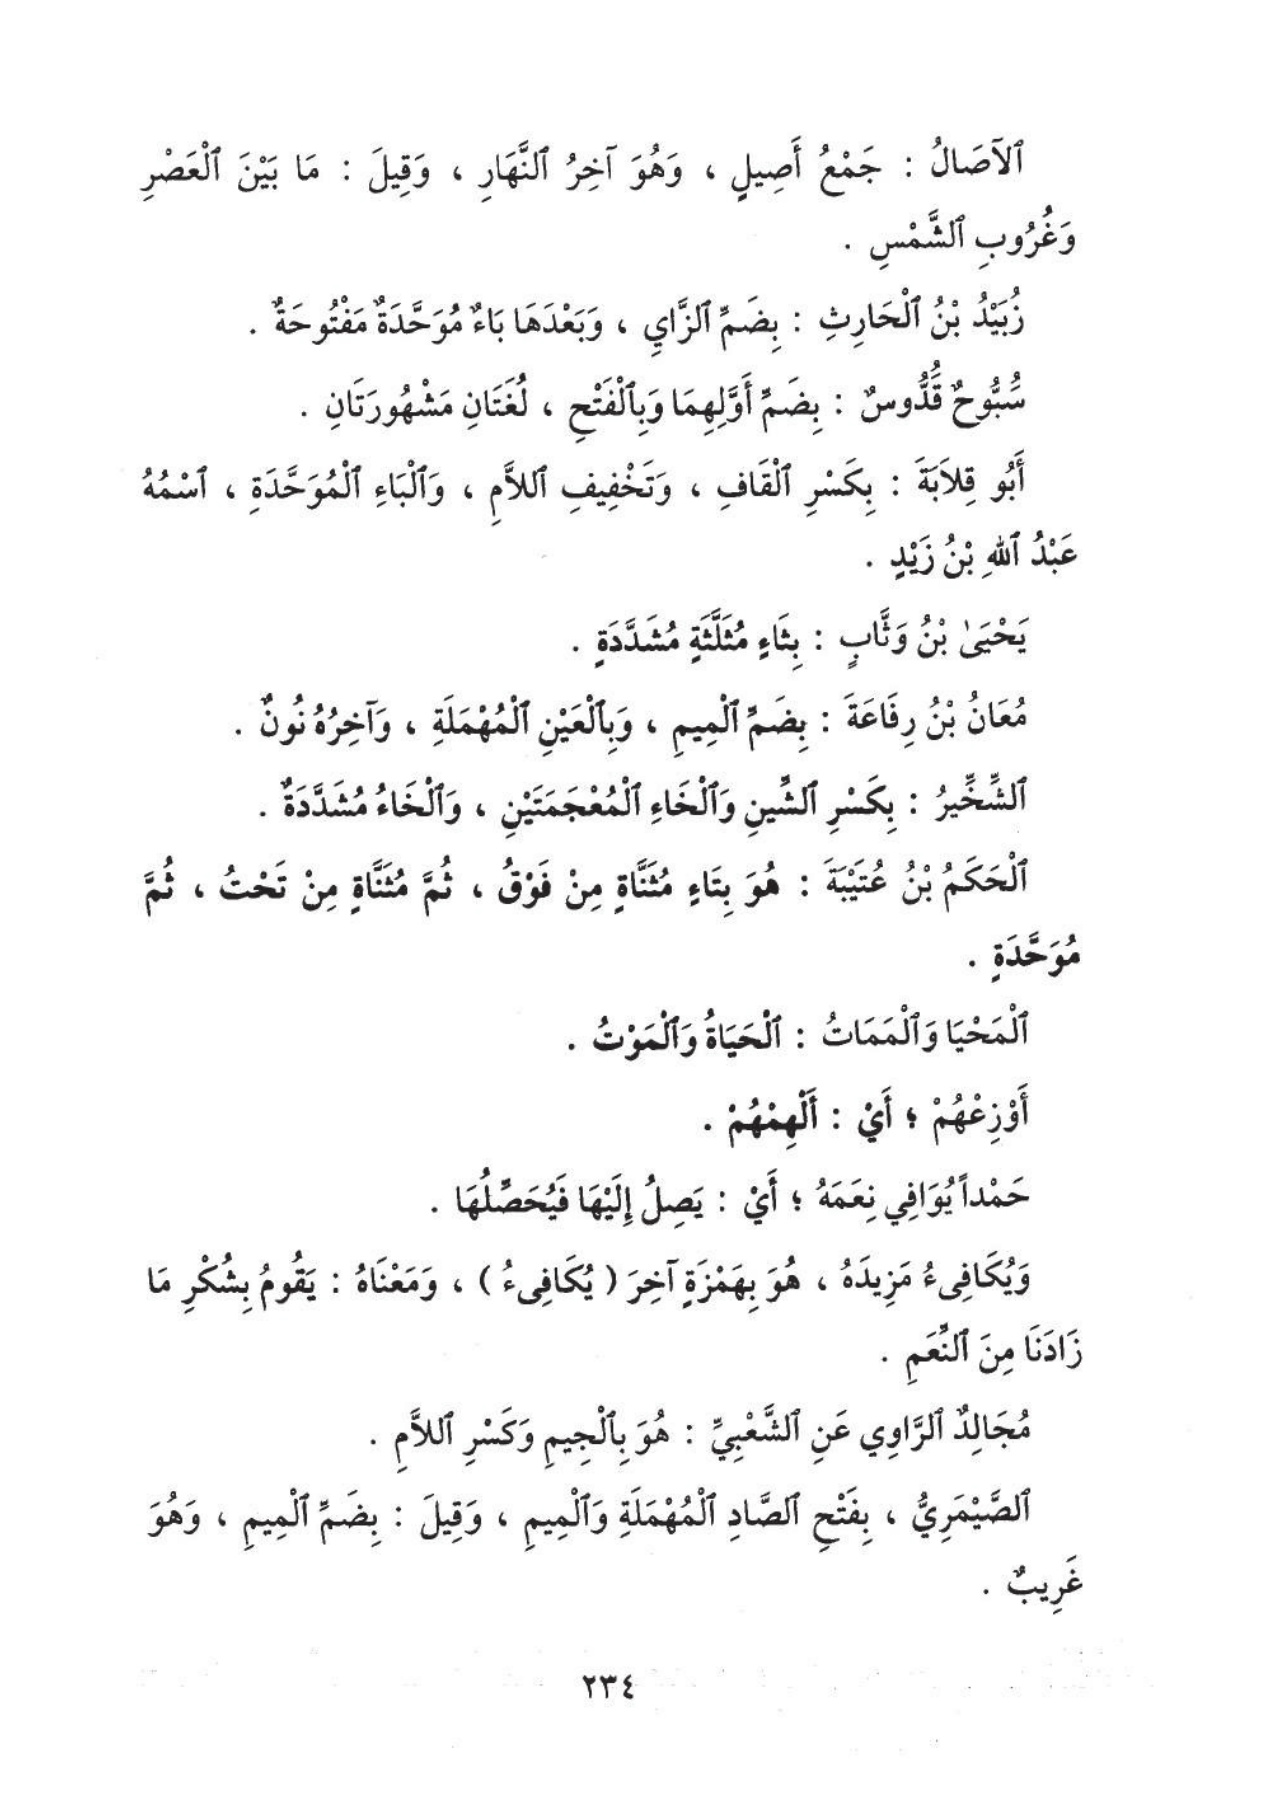 ٱلْآصَالُ : جَمْعُ أَصِيلٍ ، وَهُوَ آخِرُ ٱلنَّهَارِ ، وَقِيلَ : مَا بَيْنَ ٱلْعَصْرِ
وَغُرُوبِ ٱلشَّمْسِ .
زُبَيْدُ بْنُ ٱلْحَارِثِ : بِضَمِّ ٱلزَّايِ ، وَبَعْدَهَا بَاءٌ مُوَحَّدَةٌ مَفْتُوحَةٌ .
سُبُّوحٌ قُدُّوسٌ : بِضَمِّ أَوَّلِهِمَا وَبِٱلْفَتْحِ ، لُغَتَانِ مَشْهُورَتَانِ .
أَبُو قِلاَبَةَ : بِكَسْرِ ٱلْقَافِ ، وَتَخْفِيفِ ٱللاَّمِ ، وَٱلْبَاءِ ٱلْمُوَحَّدَةِ ، ٱسْمُهُ
عَبْدُ ٱللهِ بْنُ زَيْدٍ .
يَحْيَىٰ بْنُ وَثَّابٍ : بِثَاءٍ مُثَلَّثَةٍ مُشَدَّدَةٍ .
مُعَانُ بْنُ رِفَاعَةَ : بِضَمِّ ٱلْمِيمِ ، وَبِٱلْعَيْنِ ٱلْمُهْمَلَةِ ، وَآخِرُهُ نُونٌ .
ٱلشِّخِّيرُ : بِكَسْرِ ٱلشِّينِ وَٱلْخَاءِ ٱلْمُعْجَمَتَيْنِ ، وَٱلْخَاءُ مُشَدَّدَةٌ .
ٱلْحَكَمُ بْنُ عُتَيْبَةَ : هُوَ بِتَاءٍ مُثَنَّاةٍ مِنْ فَوْقُ ، ثُمَّ مُثَنَّاةٍ مِنْ تَحْتُ ، ثُمَّ
مُوَحَّدَةٍ .
ٱلْمَحْيَا وَٱلْمَمَاتُ : ٱلْحَيَاةُ وَٱلْمَوْتُ .
أَوْزِعْهُمْ ؛ أَيْ : أَلْهِمْهُمْ .
حَمْداً يُوَافِي نِعَمَهُ ؛ أَيْ : يَصِلُ إِلَيْهَا فَيُحَصِّلُهَا .
وَيُكَافِىءُ مَزِيدَهُ ، هُوَ بِهَمْزَةٍ آخِرَ ( يُكَافِىءُ ) ، وَمَعْنَاهُ : يَقُومُ بِشُكْرِ مَا
زَادَنَا مِنَ ٱلنِّعَمِ .
مُجَالِدٌ ٱلرَّاوِي عَنِ ٱلشَّعْبِيِّ : هُوَ بِٱلْجِيمِ وَكَسْرِ ٱللاَّمِ .
ٱلصَّيْمَرِيُّ ، بِفَتْحِ ٱلصَّادِ ٱلْمُهْمَلَةِ وَٱلْمِيمِ ، وَقِيلَ : بِضَمِّ ٱلْمِيمِ ، وَهُوَ
غَرِيبٌ .
٢٣٤